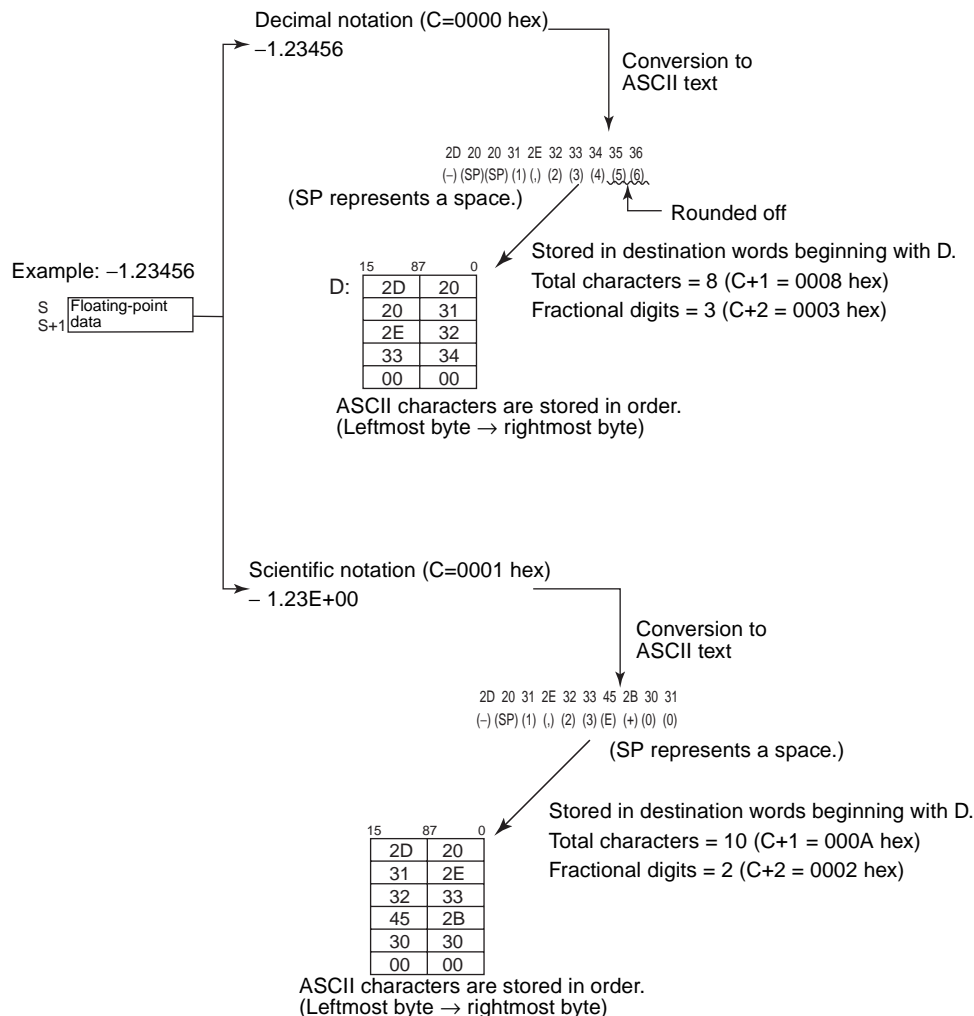 Decimal notation (C=0000 hex)
−1.23456
Conversion to
ASCII text
2D 20 20 31 2E 32 33 34 35 36
(−) (SP)(SP) (1) (,) (2) (3) (4) (5) (6)
(SP represents a space.)
Rounded off
Example: −1.23456
S
S+1
Floating-point
data
Stored in destination words beginning with D.
Total characters = 8 (C+1 = 0008 hex)
Fractional digits = 3 (C+2 = 0003 hex)
15 87 0
D: 2D 20
20 31
2E 32
33 34
00 00
ASCII characters are stored in order.
(Leftmost byte → rightmost byte)
Scientific notation (C=0001 hex)
− 1.23E+00
Conversion to
ASCII text
2D 20 31 2E 32 33 45 2B 30 31
(−) (SP) (1) (,) (2) (3) (E) (+) (0) (0)
(SP represents a space.)
Stored in destination words beginning with D.
Total characters = 10 (C+1 = 000A hex)
Fractional digits = 2 (C+2 = 0002 hex)
15 87 0
2D 20
31 2E
32 33
45 2B
30 30
00 00
ASCII characters are stored in order.
(Leftmost byte → rightmost byte)